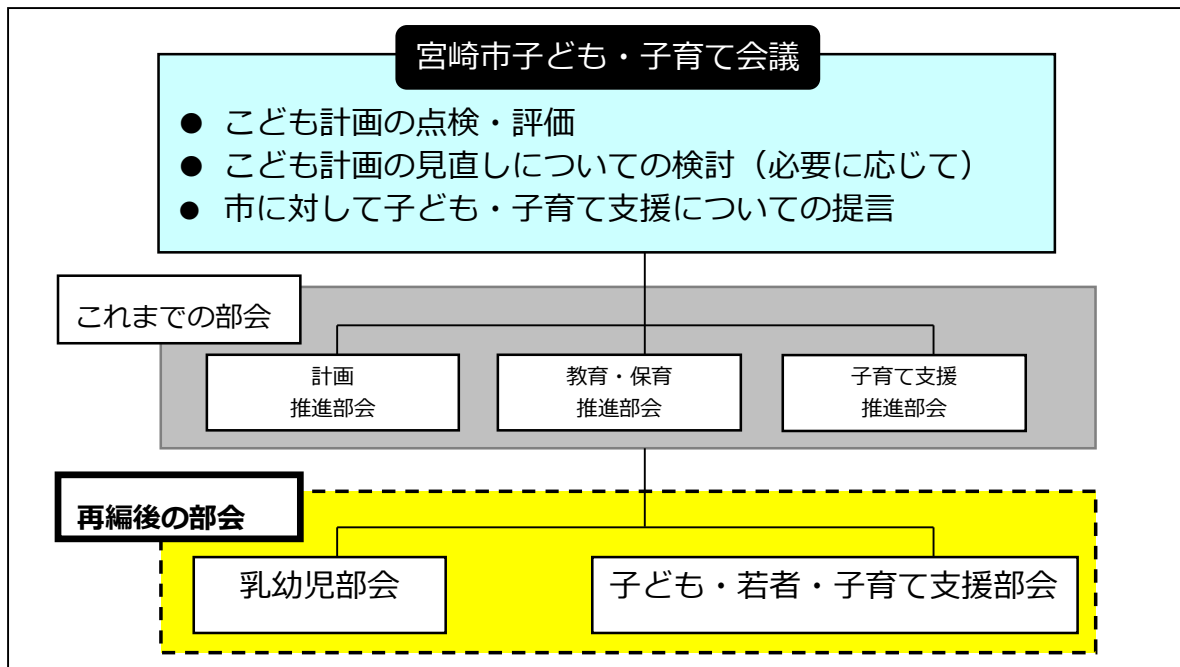 宮崎市子ども・子育て会議
● こども計画の点検・評価
● こども計画の見直しについての検討（必要に応じて）
● 市に対して子ども・子育て支援についての提言
これまでの部会
計画
推進部会
教育・保育
推進部会
子育て支援
推進部会
再編後の部会
乳幼児部会
子ども・若者・子育て支援部会